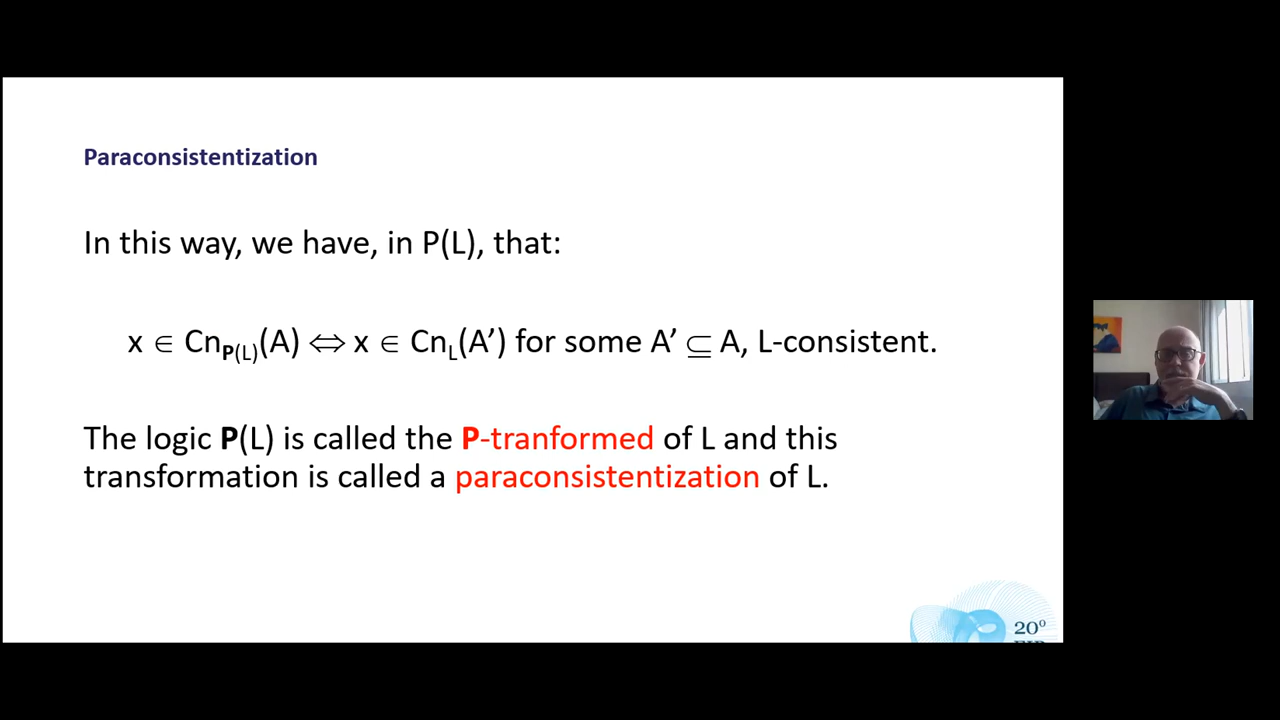 Paraconsistentization
In this way, we have, in P(L), that:
x ∈ Cn_P(L)(A) ⇔ x ∈ Cn_L(A’) for some A’ ⊆ A, L-consistent.
The logic P(L) is called the P-tranformed of L and this
transformation is called a paraconsistentization of L.
20º